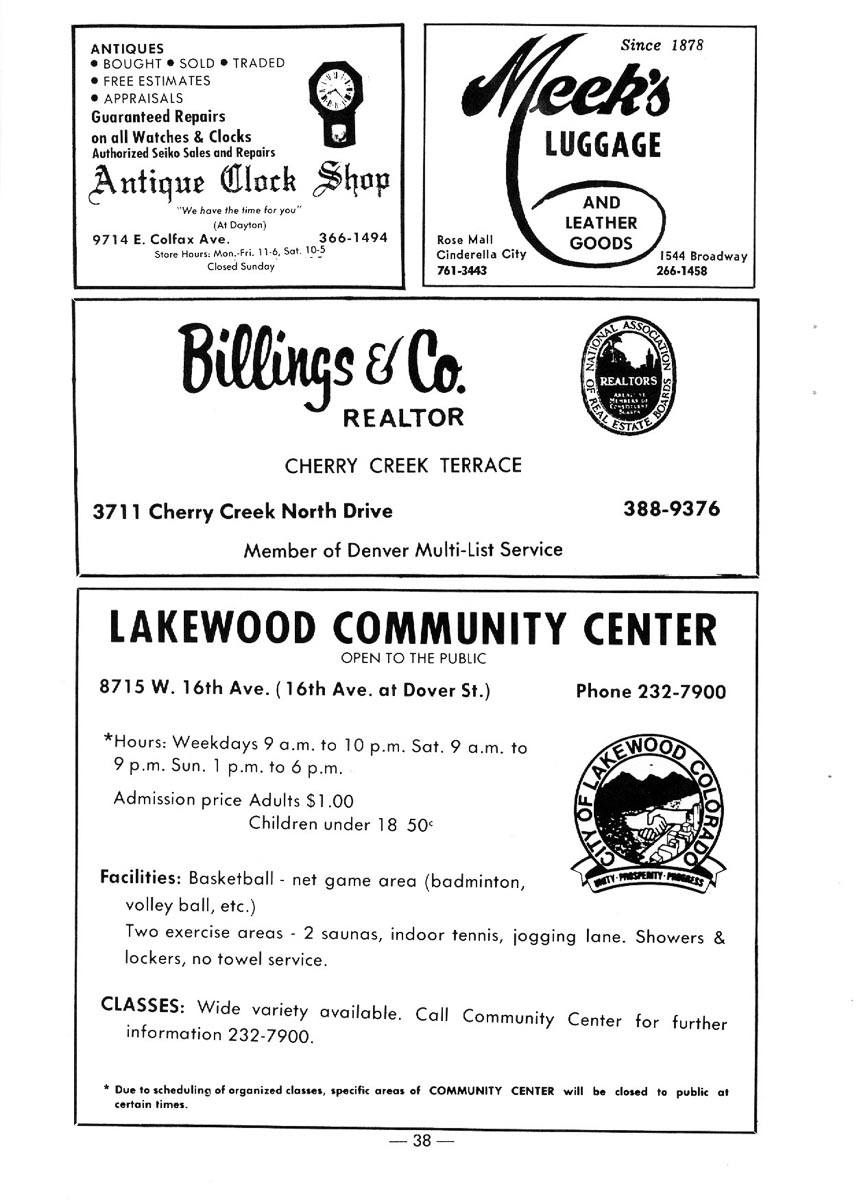 ANTIQUES
• BOUGHT • SOLD • TRADED
• FREE ESTIMATES
• APPRAISALS
Guaranteed Repairs
on all Watches & Clocks
Authorized Seiko Sales and Repairs
Antique Clock Shop
"We have the time for you"
(At Dayton)
9714 E. Colfax Ave. 366-1494
Store Hours: Mon.-Fri. 11-6, Sat. 10-5
Closed Sunday
Since 1878
Meek's
LUGGAGE
AND
LEATHER
GOODS
Rose Mall
Cinderella City
761-3443
1544 Broadway
266-1458
Billings & Co.
REALTOR
NATIONAL ASSOCIATION
OF REAL ESTATE BOARDS
REALTORS
MEMBERS OF
CONSTITUENT
BOARDS
CHERRY CREEK TERRACE
3711 Cherry Creek North Drive 388-9376
Member of Denver Multi-List Service
LAKEWOOD COMMUNITY CENTER
OPEN TO THE PUBLIC
8715 W. 16th Ave. (16th Ave. at Dover St.) Phone 232-7900
*Hours: Weekdays 9 a.m. to 10 p.m. Sat. 9 a.m. to
9 p.m. Sun. 1 p.m. to 6 p.m.
Admission price Adults $1.00
Children under 18 50c
CITY OF LAKEWOOD COLORADO
UNITY · PROSPERITY · PROGRESS
Facilities: Basketball - net game area (badminton,
volley ball, etc.)
Two exercise areas - 2 saunas, indoor tennis, jogging lane. Showers &
lockers, no towel service.
CLASSES: Wide variety available. Call Community Center for further
information 232-7900.
* Due to scheduling of organized classes, specific areas of COMMUNITY CENTER will be closed to public at
certain times.
— 38 —